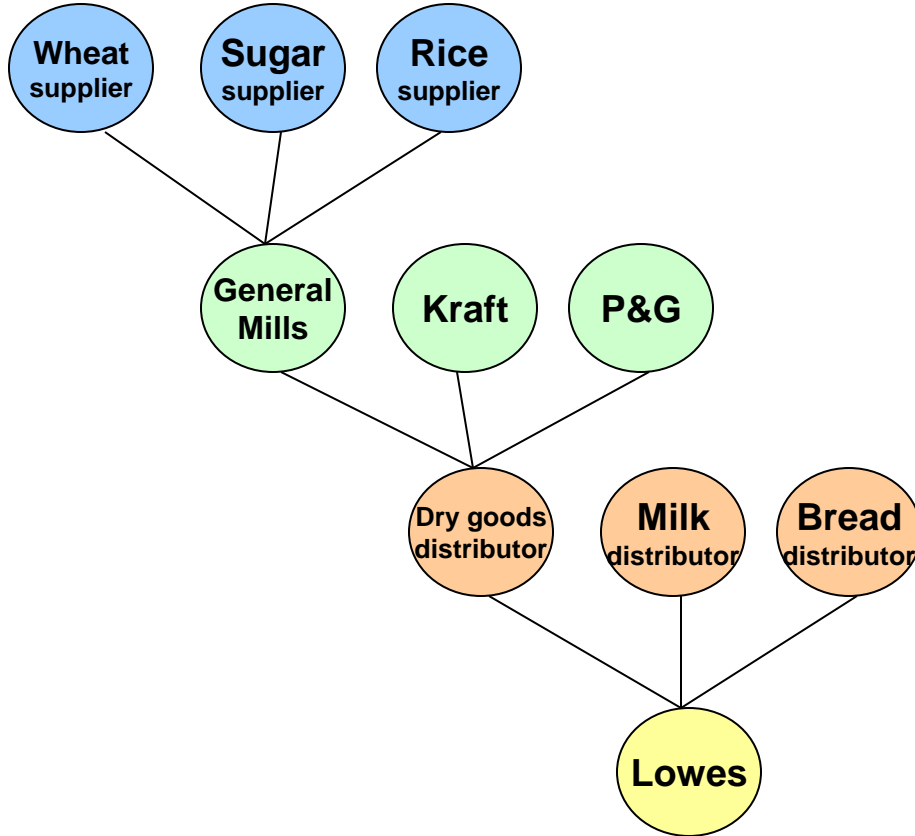 Wheat
supplier
Sugar
supplier
Rice
supplier
General
Mills
Kraft
P&G
Dry goods
distributor
Milk
distributor
Bread
distributor
Lowes